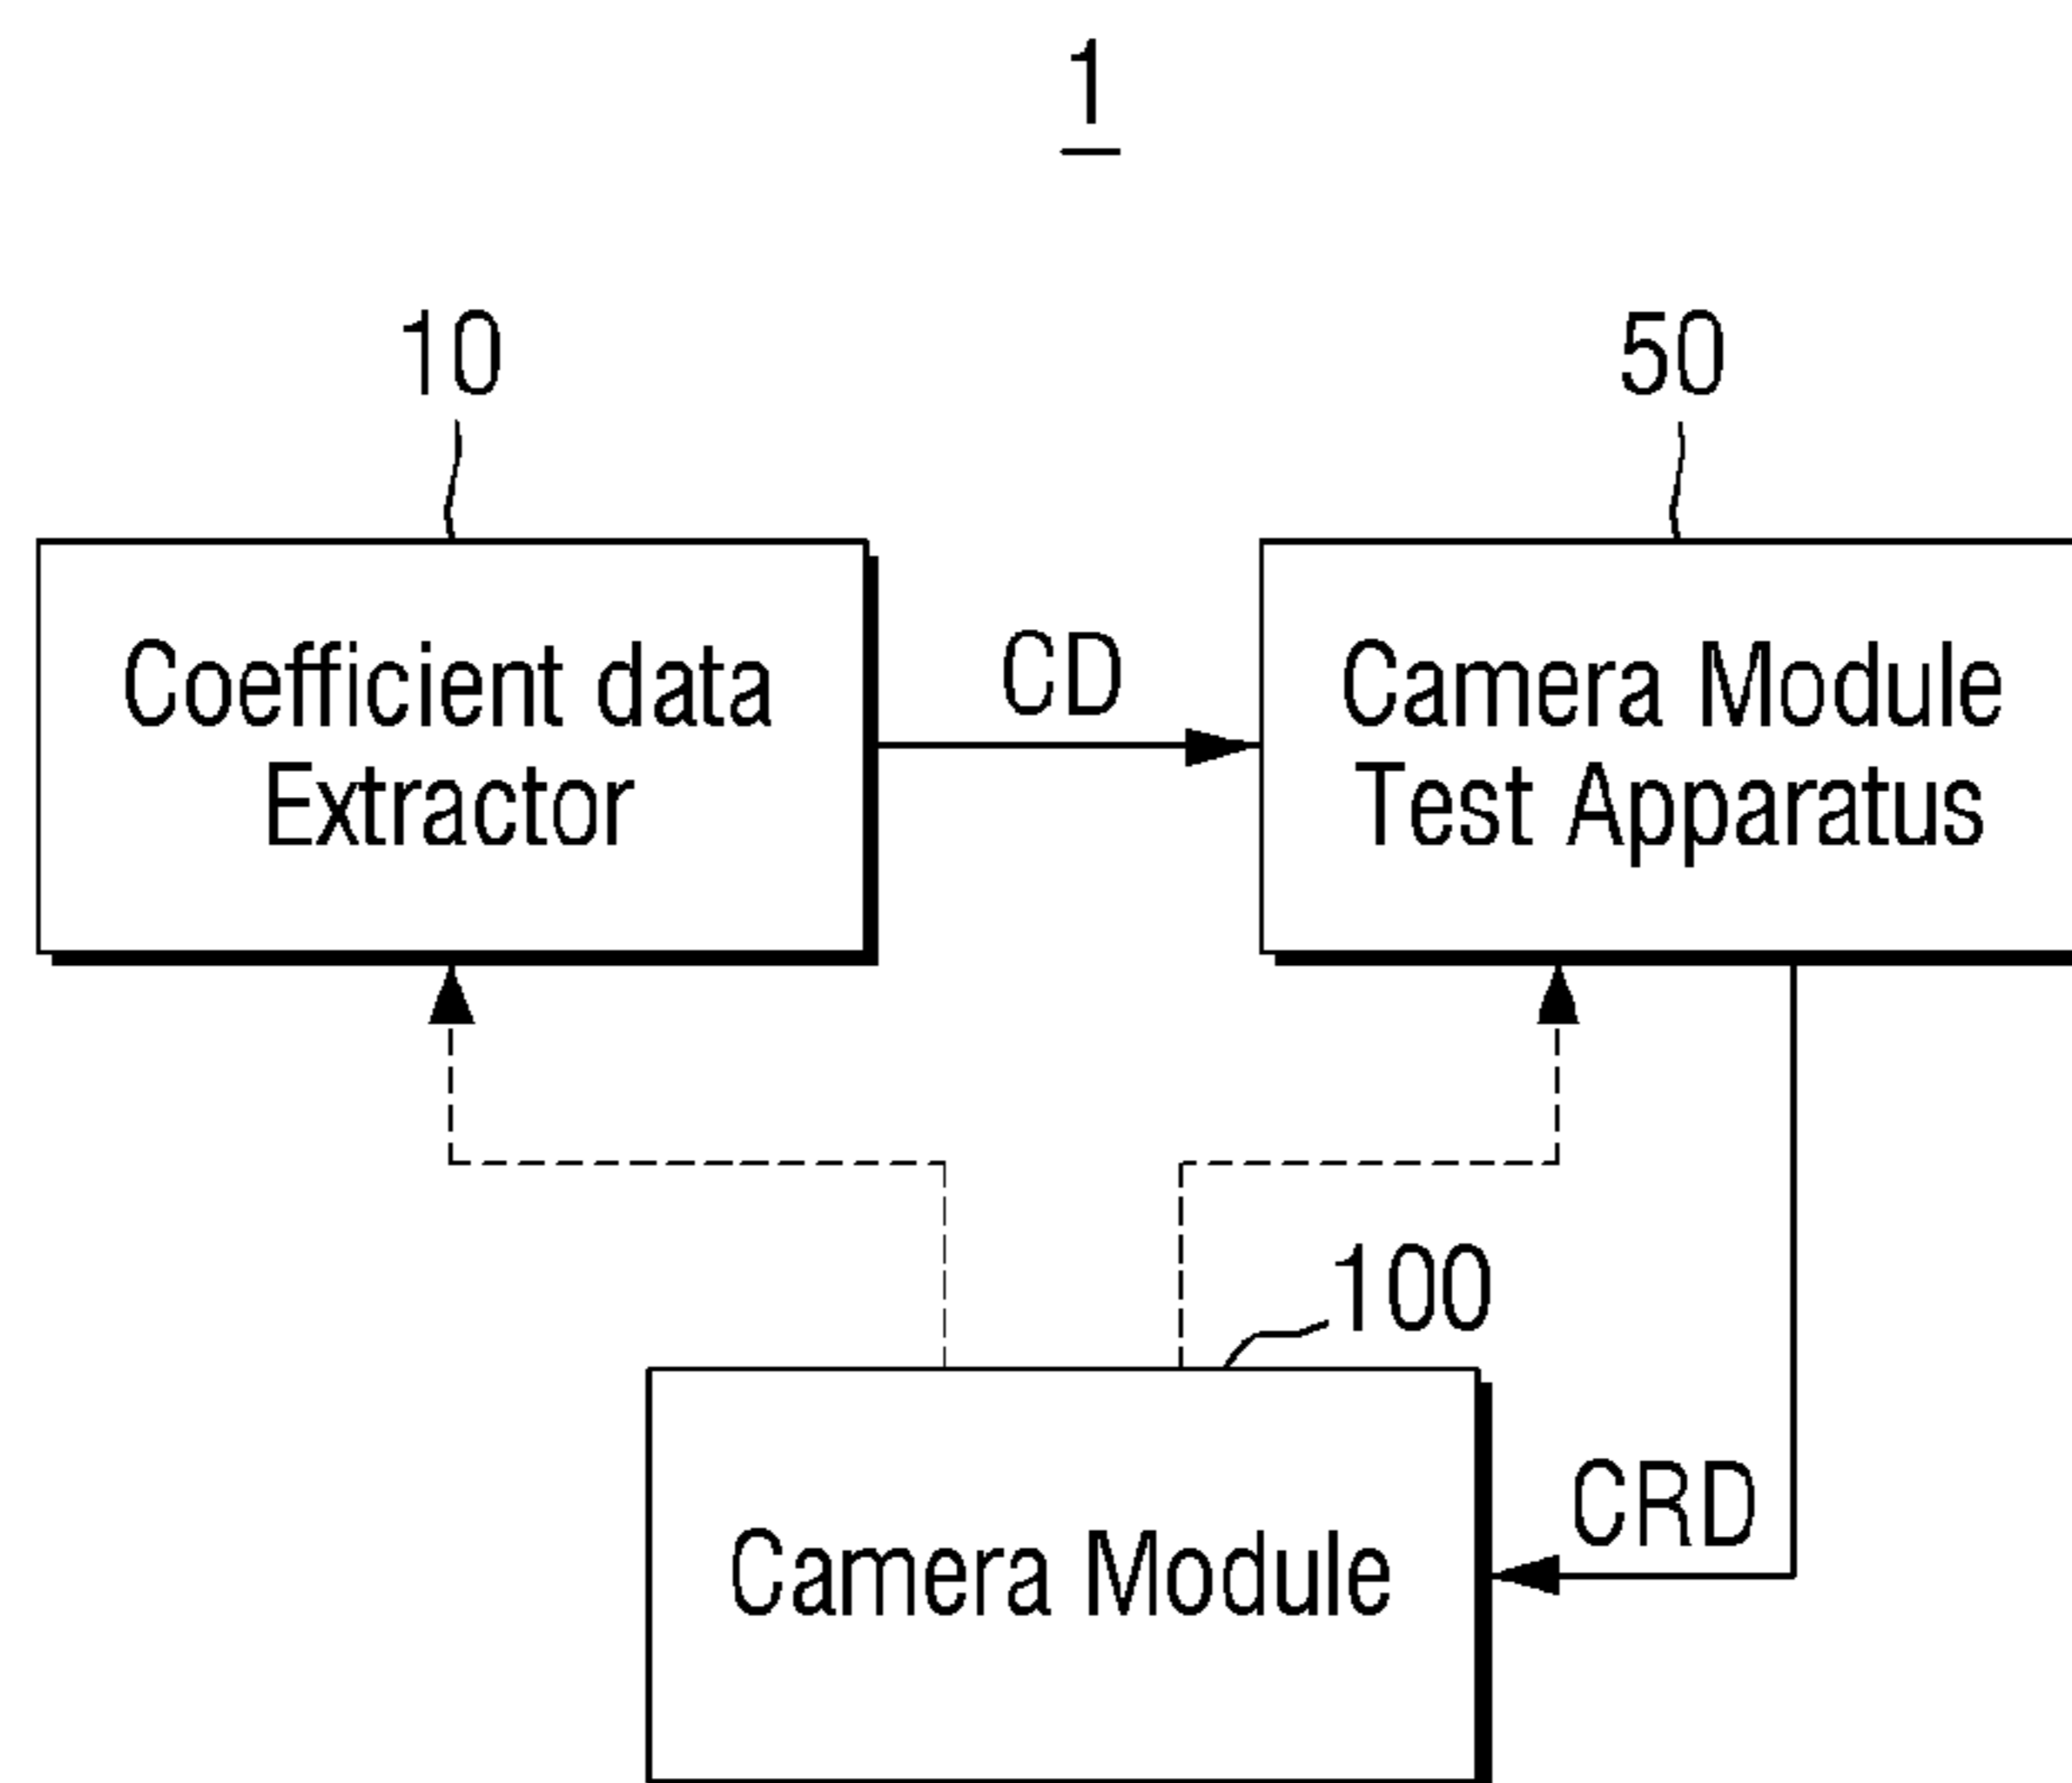 1
10
50
Coefficient data
Extractor
CD
Camera Module
Test Apparatus
100
CRD
Camera Module